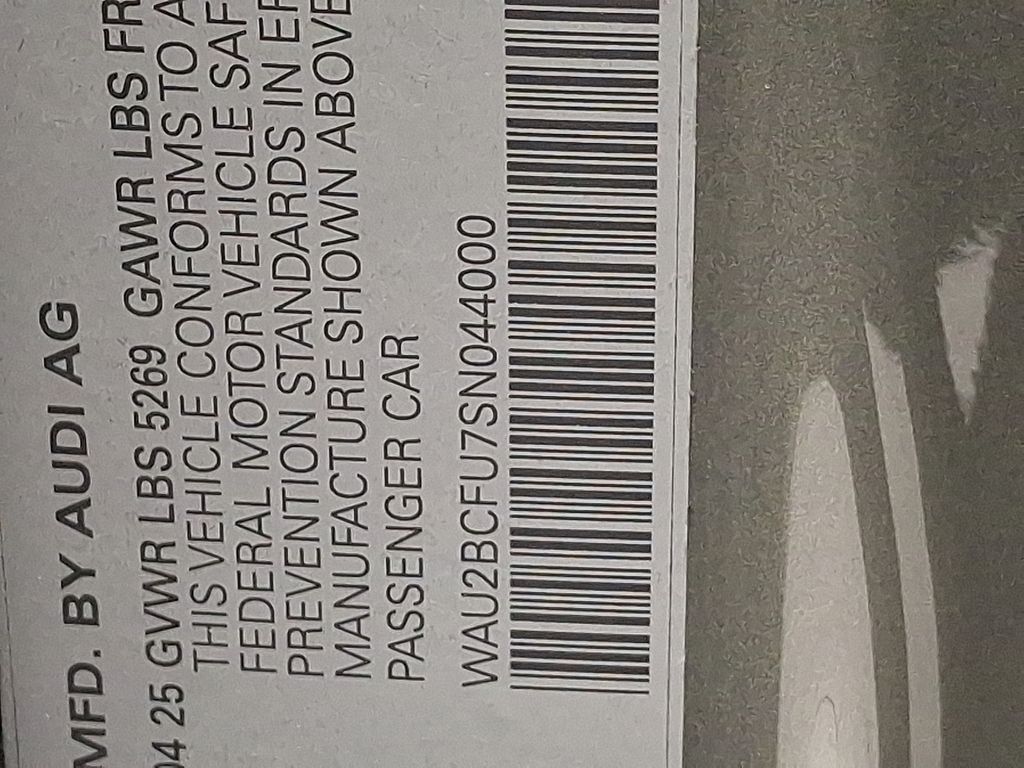 MFD. BY AUDI AG
04 25 GVWR LBS 5269 GAWR LBS FR
THIS VEHICLE CONFORMS TO A
FEDERAL MOTOR VEHICLE SAF
PREVENTION STANDARDS IN EF
MANUFACTURE SHOWN ABOVE
PASSENGER CAR
WAU2BCFU7SN044000